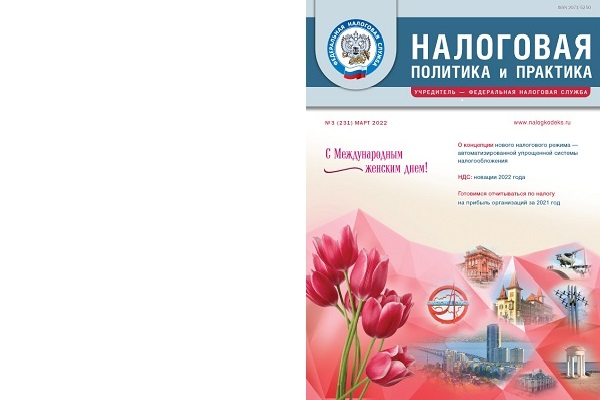 НАЛОГОВАЯ
ПОЛИТИКА и ПРАКТИКА
УЧРЕДИТЕЛЬ — ФЕДЕРАЛЬНАЯ НАЛОГОВАЯ СЛУЖБА
ФЕДЕРАЛЬНАЯ НАЛОГОВАЯ СЛУЖБА
№3 (231) МАРТ 2022
www.nalogkodeks.ru
С Международным
женским днем!
О концепции нового налогового режима —
автоматизированной упрощенной системы
налогообложения
НДС: новации 2022 года
Готовимся отчитываться по налогу
на прибыль организаций за 2021 год